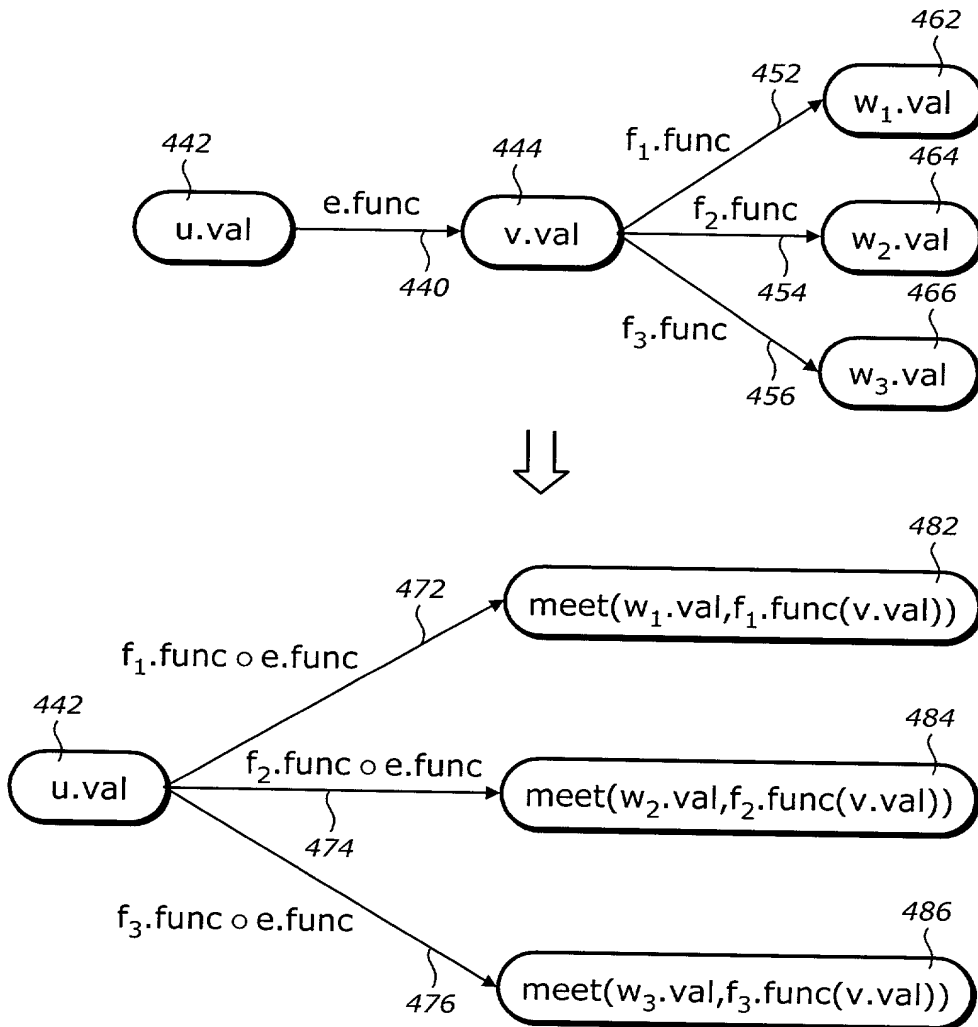 462
452
w₁.val
f₁.func
442
444
464
e.func
f₂.func
u.val
v.val
w₂.val
440
454
466
f₃.func
456
w₃.val
482
472
meet(w₁.val,f₁.func(v.val))
f₁.func ○ e.func
442
484
f₂.func ○ e.func
u.val
meet(w₂.val,f₂.func(v.val))
474
f₃.func ○ e.func
486
476
meet(w₃.val,f₃.func(v.val))